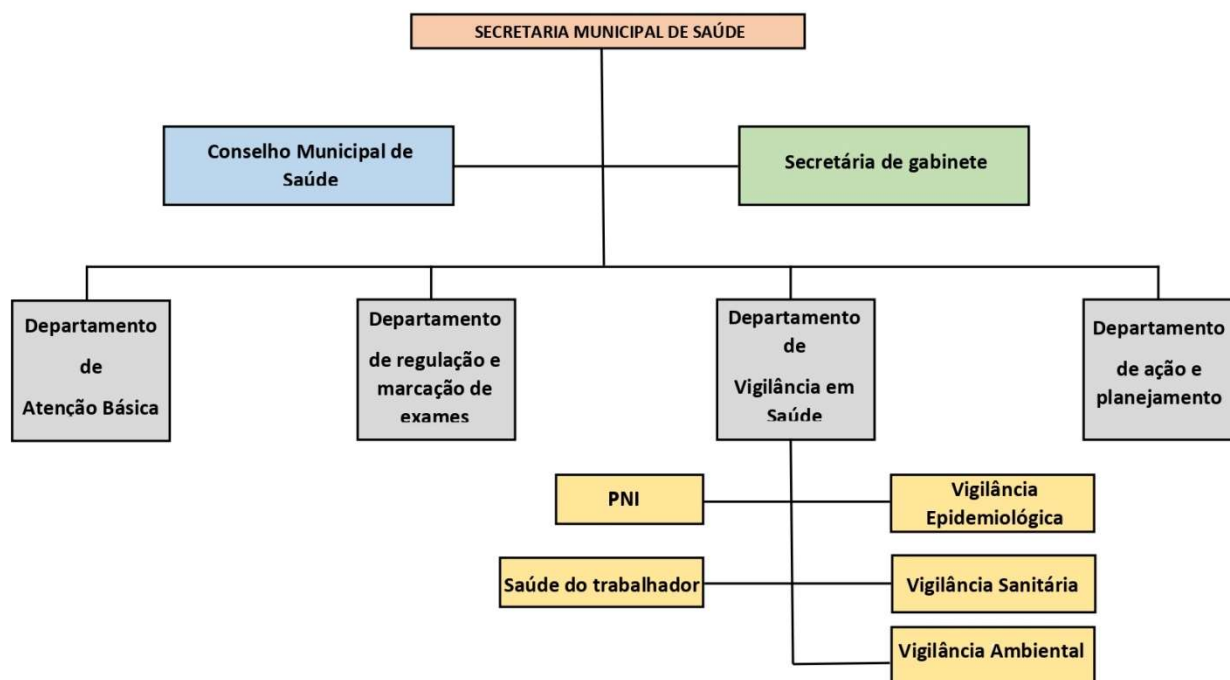 SECRETARIA MUNICIPAL DE SAÚDE
Conselho Municipal de
Saúde
Secretária de gabinete
Departamento
de
Atenção Básica
Departamento
de regulação e
marcação de
exames
Departamento
de
Vigilância em
Saúde
Departamento
de ação e
planejamento
PNI
Vigilância
Epidemiológica
Saúde do trabalhador
Vigilância Sanitária
Vigilância Ambiental